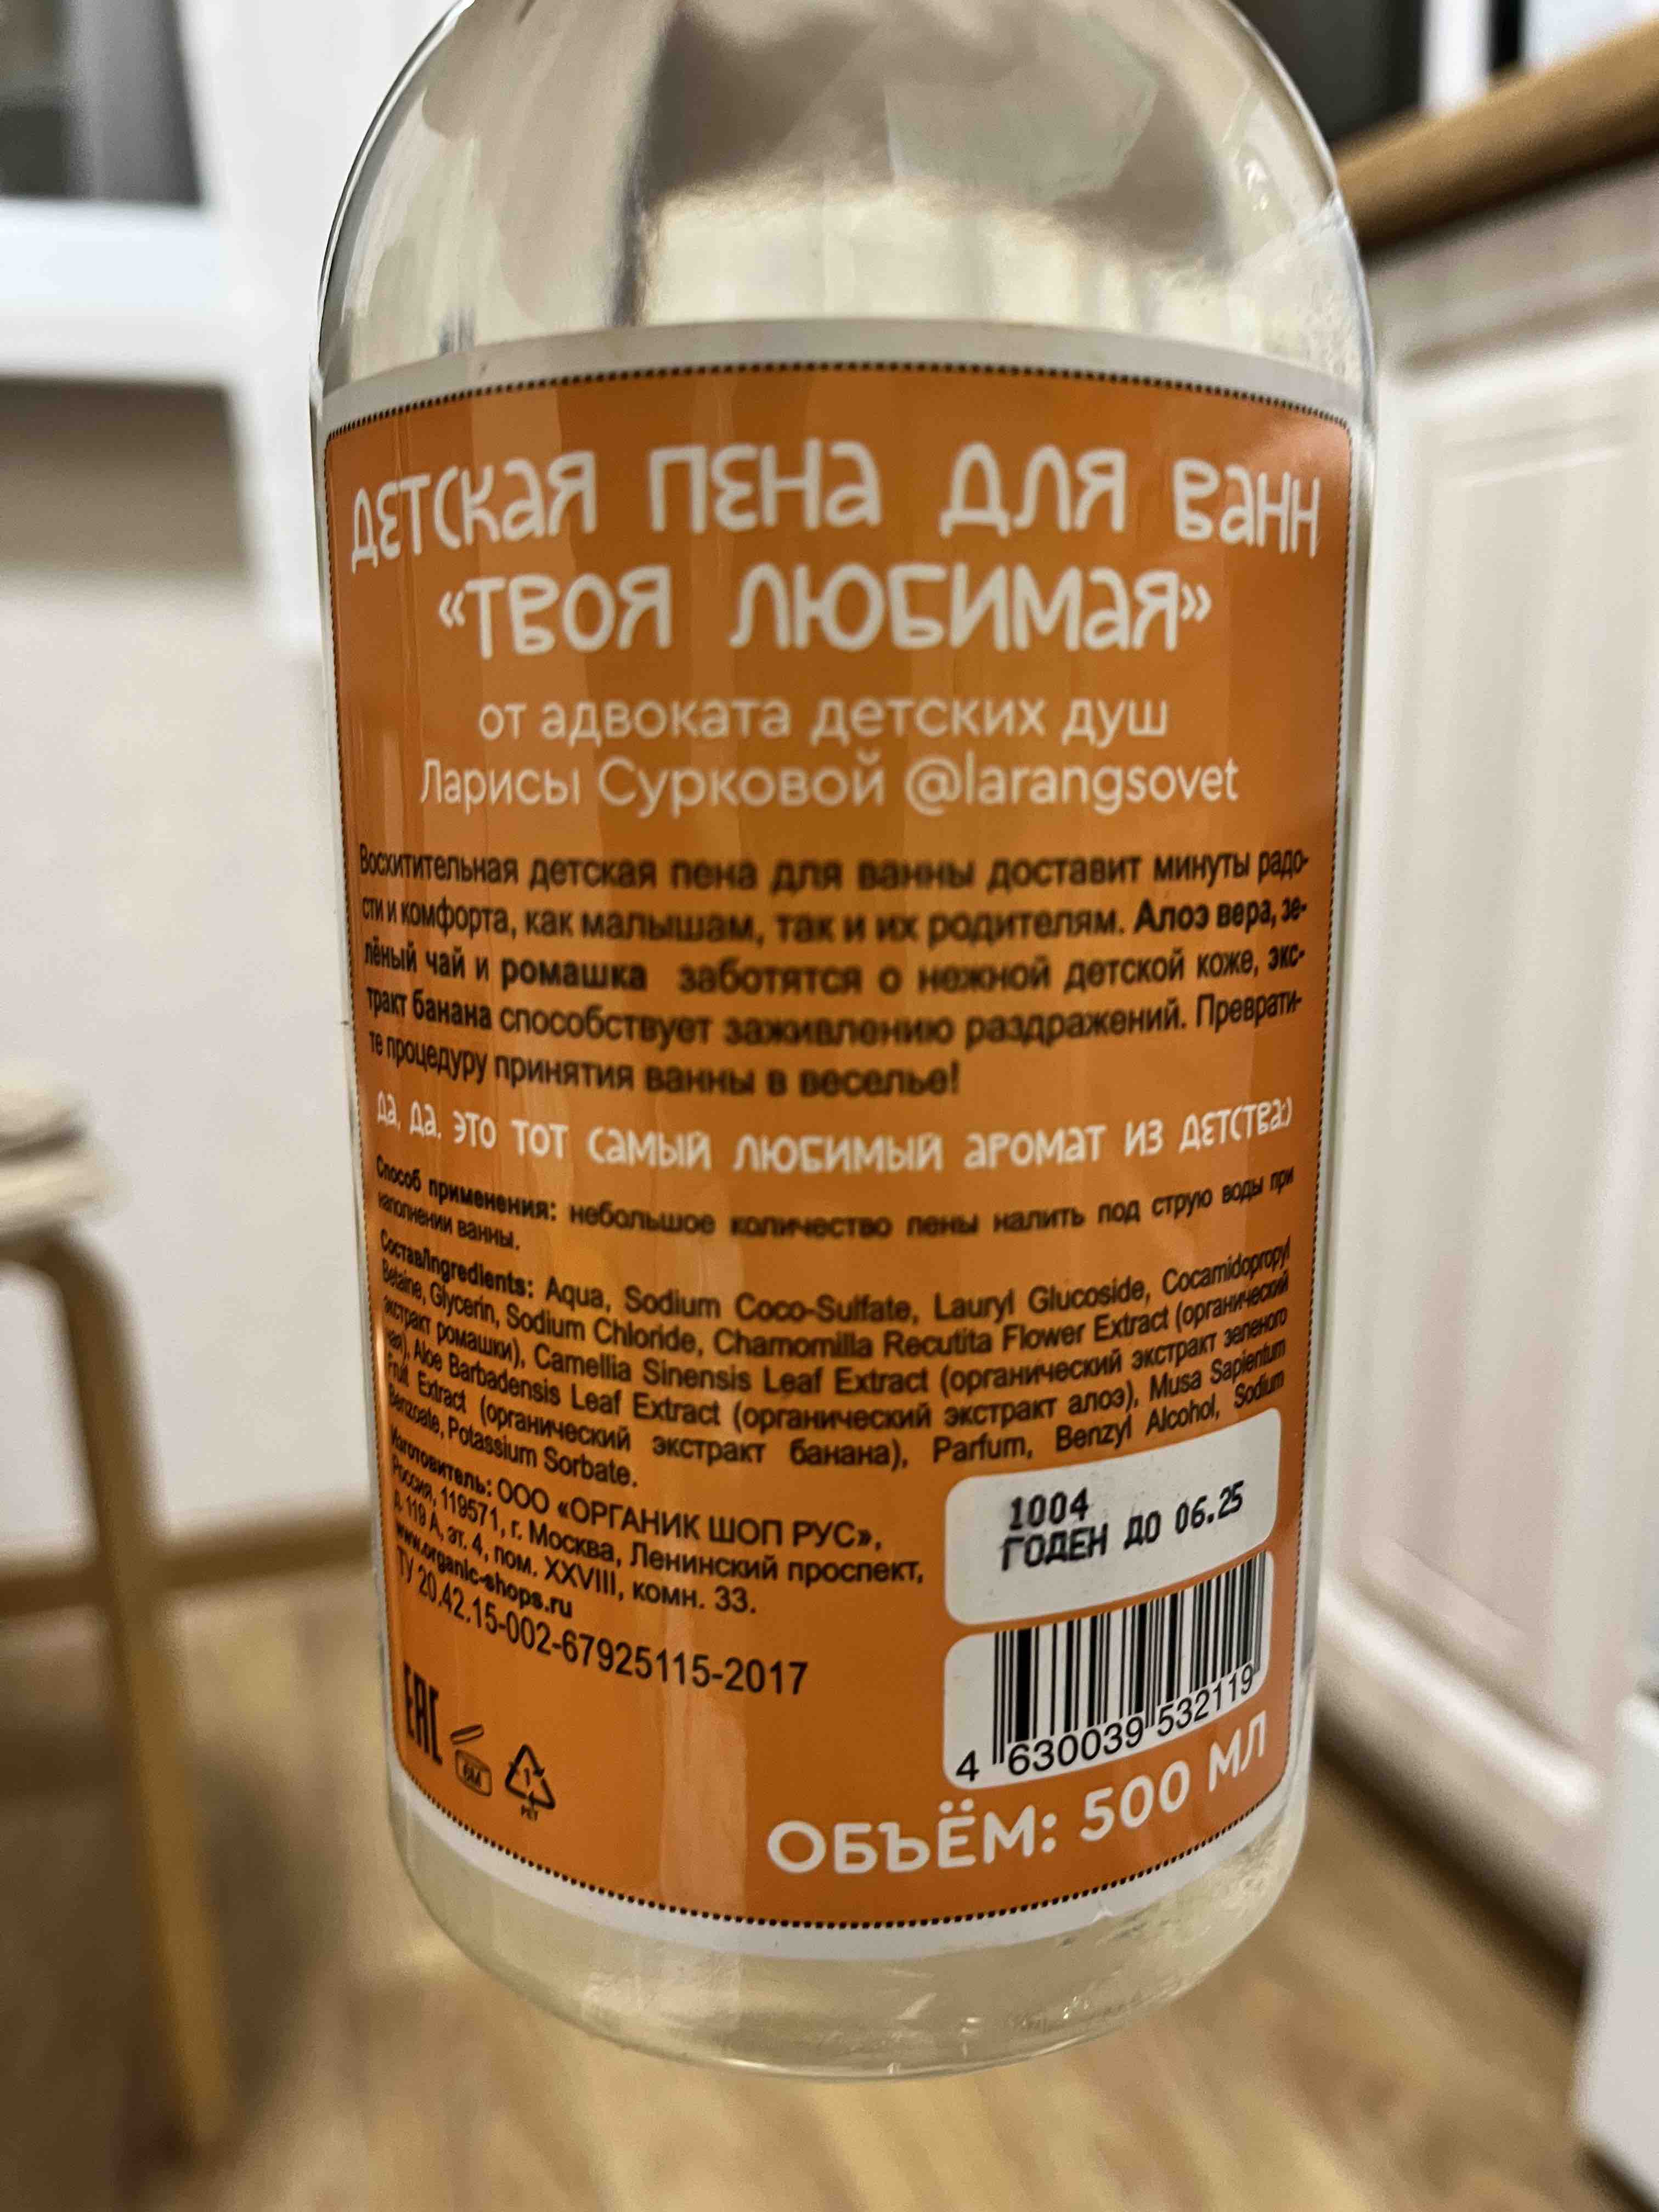 ДЕТСКАЯ ПЕНА ДЛЯ ВАНН
«ТВОЯ ЛЮБИМАЯ»
от адвоката детских душ
Ларисы Сурковой @larangsovet
Восхитительная детская пена для ванны доставит минуты радо-
сти и комфорта, как малышам, так и их родителям. Алоэ вера, зе-
лёный чай и ромашка заботятся о нежной детской коже, экс-
тракт банана способствует заживлению раздражений. Преврати-
те процедуру принятия ванны в веселье!
ДА, ДА, ЭТО ТОТ САМЫЙ ЛЮБИМЫЙ АРОМАТ ИЗ ДЕТСТВА:)
Способ применения: небольшое количество пены налить под струю воды при
наполнении ванны.
Состав/Ingredients: Aqua, Sodium Coco-Sulfate, Lauryl Glucoside, Cocamidopropyl
Betaine, Glycerin, Sodium Chloride, Chamomilla Recutita Flower Extract (органический
экстракт ромашки), Camellia Sinensis Leaf Extract (органический экстракт зеленого
чая), Aloe Barbadensis Leaf Extract (органический экстракт алоэ), Musa Sapientum
Fruit Extract (органический экстракт банана), Parfum, Benzyl Alcohol, Sodium
Benzoate, Potassium Sorbate.
Изготовитель: ООО «ОРГАНИК ШОП РУС»,
Россия, 119571, г. Москва, Ленинский проспект,
д. 119 А, эт. 4, пом. XXVIII, комн. 33.
www.organic-shops.ru
ТУ 20.42.15-002-67925115-2017
1004
ГОДЕН ДО 06.25
4 630039 532119
EAC
6M
1
PET
ОБЪЁМ: 500 МЛ